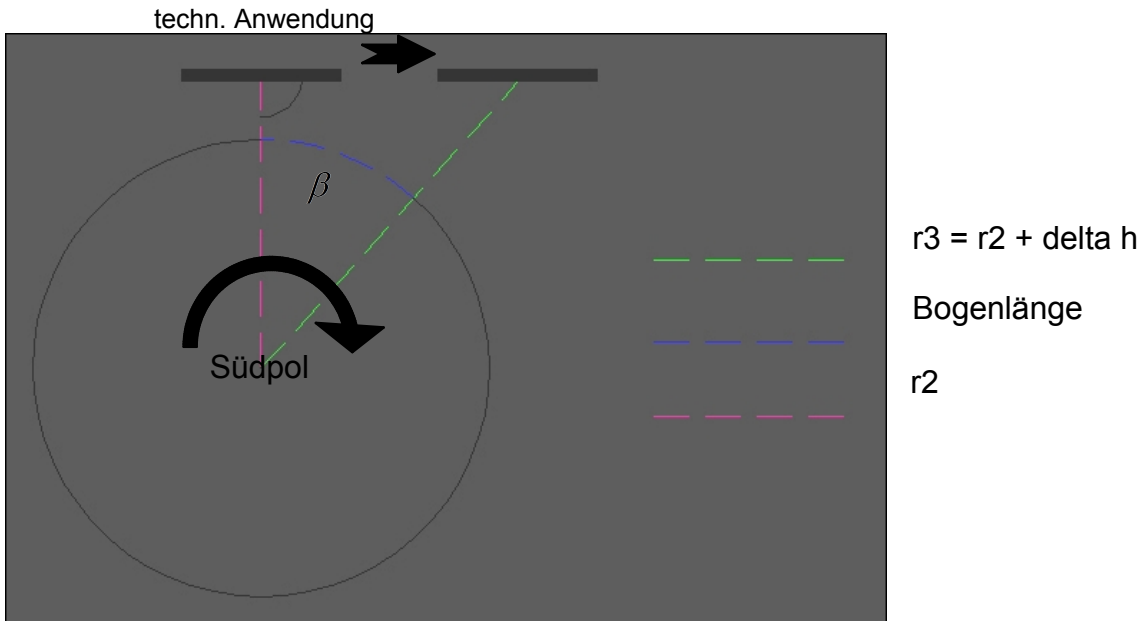 techn. Anwendung
β
Südpol
r3 = r2 + delta h
Bogenlänge
r2